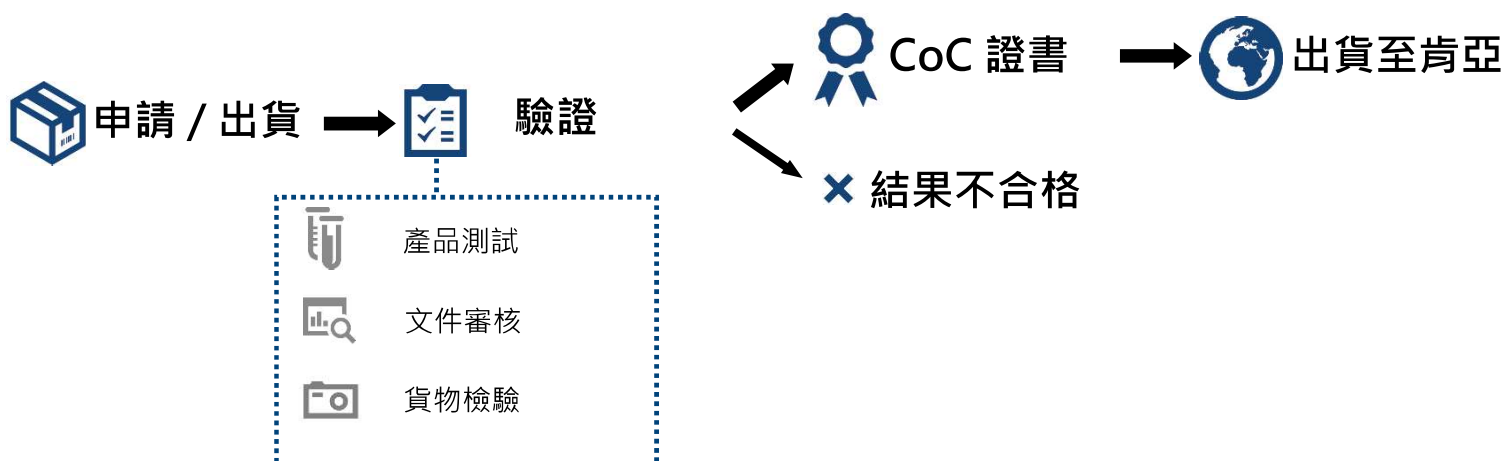 申請 / 出貨
驗證
產品測試
文件審核
貨物檢驗
CoC 證書
出貨至肯亞
結果不合格